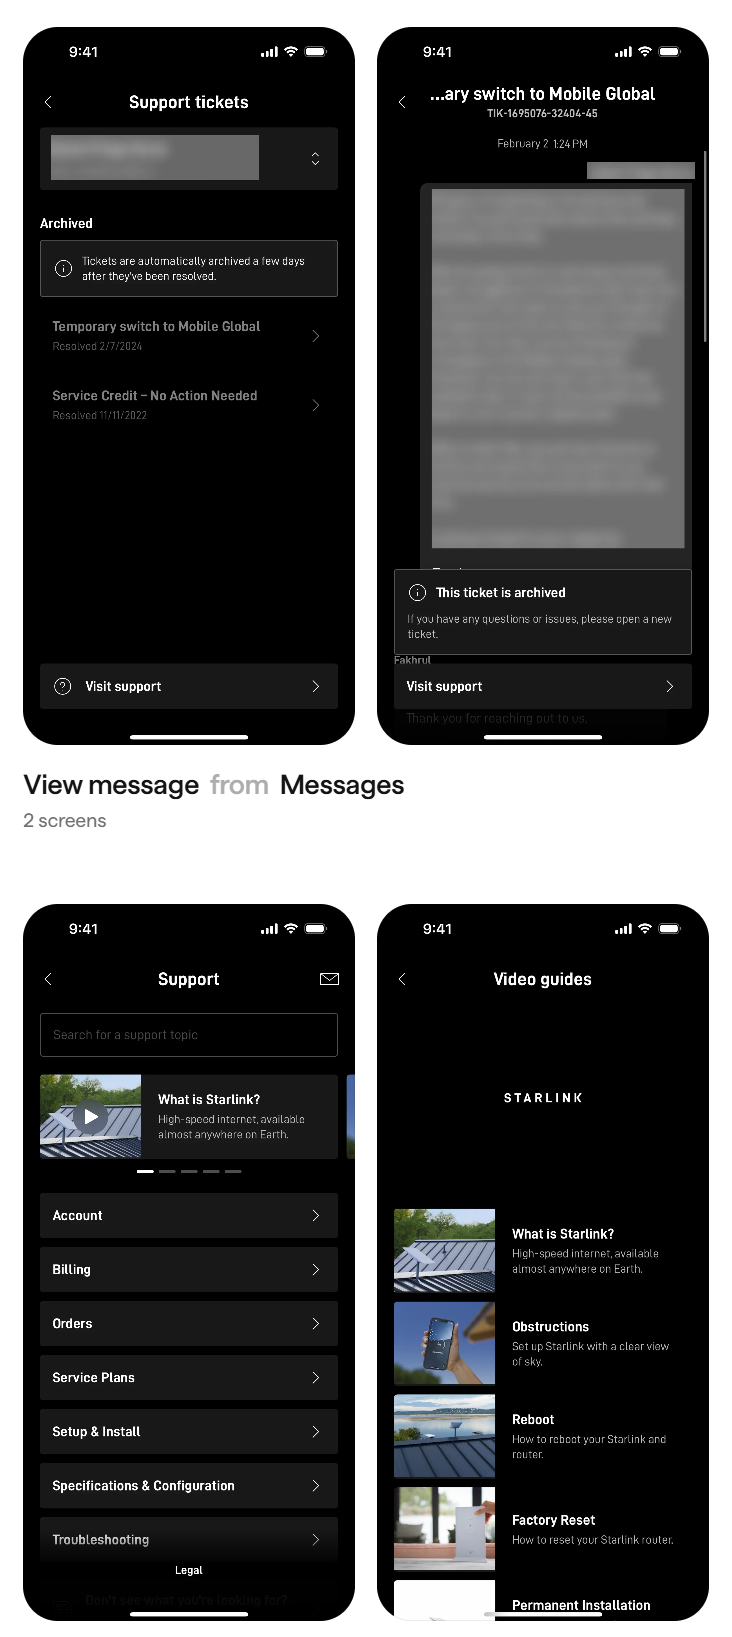 9:41
Support tickets
Archived
Tickets are automatically archived a few days
after they've been resolved.
Temporary switch to Mobile Global
Resolved 2/7/2024
Service Credit – No Action Needed
Resolved 11/11/2022
Visit support
9:41
...ary switch to Mobile Global
TIK-1695076-32404-45
February 2 1:24 PM
This ticket is archived
If you have any questions or issues, please open a new
ticket.
Fakhrul
Visit support
Thank you for reaching out to us.
View message from Messages
2 screens
9:41
Support
Search for a support topic
What is Starlink?
High-speed internet, available
almost anywhere on Earth.
Account
Billing
Orders
Service Plans
Setup & Install
Specifications & Configuration
Troubleshooting
Legal
Don't see what you're looking for?
9:41
Video guides
STARLINK
What is Starlink?
High-speed internet, available
almost anywhere on Earth.
Obstructions
Set up Starlink with a clear view
of sky.
Reboot
How to reboot your Starlink and
router.
Factory Reset
How to reset your Starlink router.
Permanent Installation